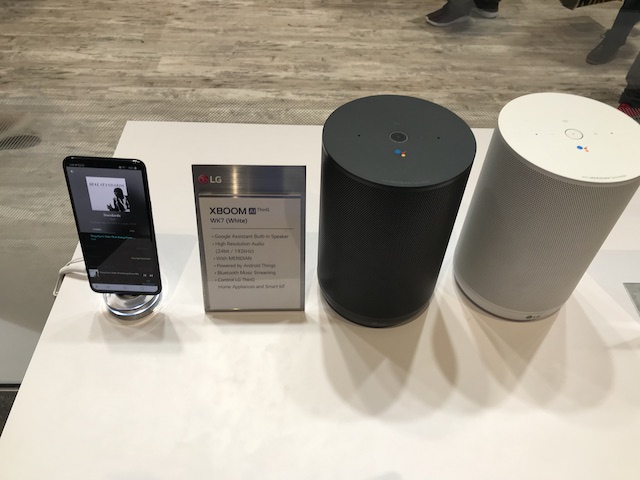 LG
XBOOM AI ThinQ
WK7 (White)
• Google Assistant Built-in Speaker
• High Resolution Audio
(24bit / 192kHz)
• With MERIDIAN
• Powered by Android Things
• Bluetooth Music Streaming
• Control LG ThinQ
Home Appliances and Smart IoT
LG